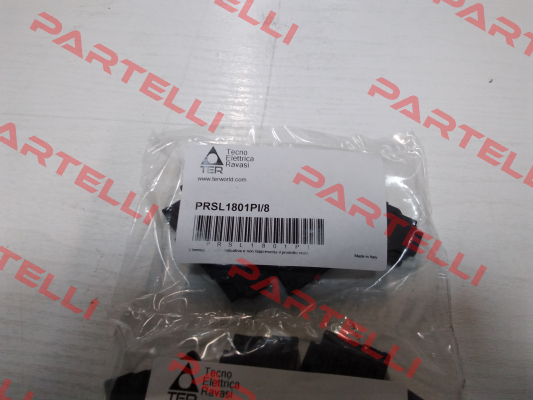 PARTELLI
PARTELLI
PARTELLI
PARTELLI
PARTELLI
PARTELLI
TER
Tecno
Elettrica
Ravasi
www.terworld.com
PRSL1801PI/8
PRSL1801PI
Made in Italy
TER
Tecno
Elettrica
Ravasi